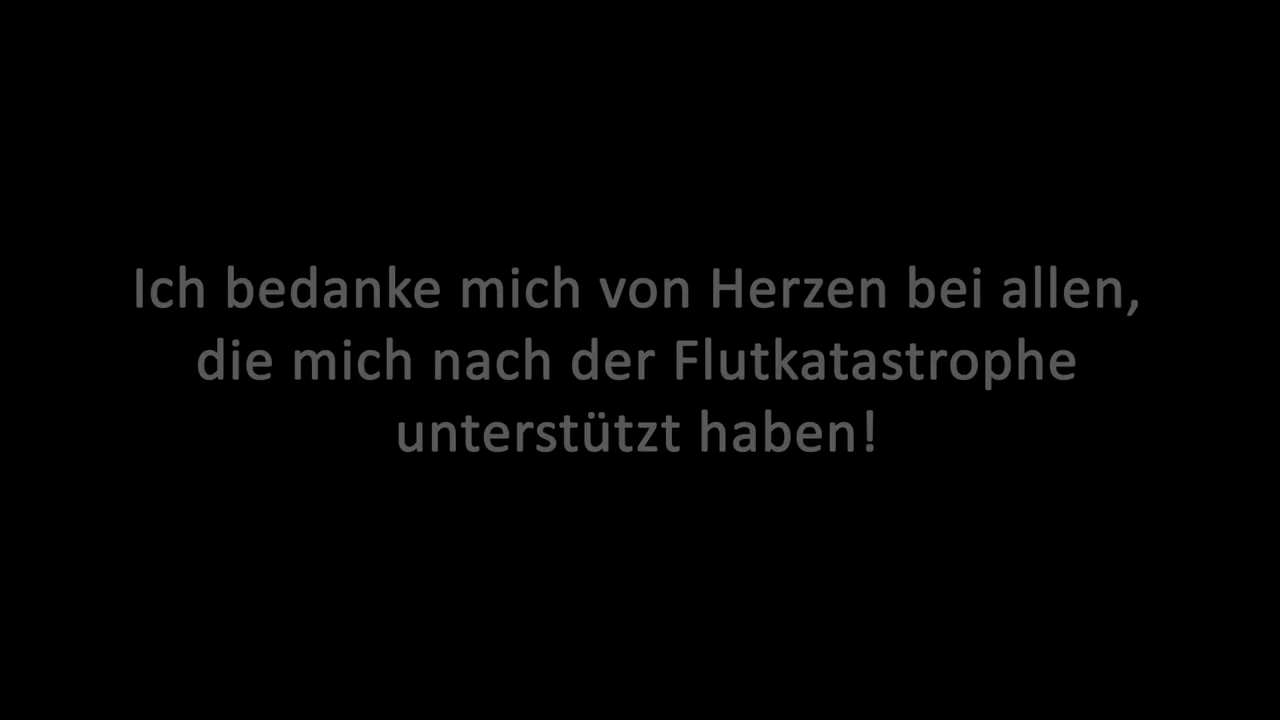 Ich bedanke mich von Herzen bei allen,
die mich nach der Flutkatastrophe
unterstützt haben!